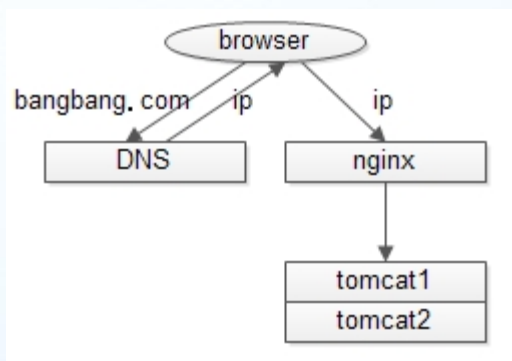 browser
bangbang. com
ip
ip
DNS
nginx
tomcat1
tomcat2